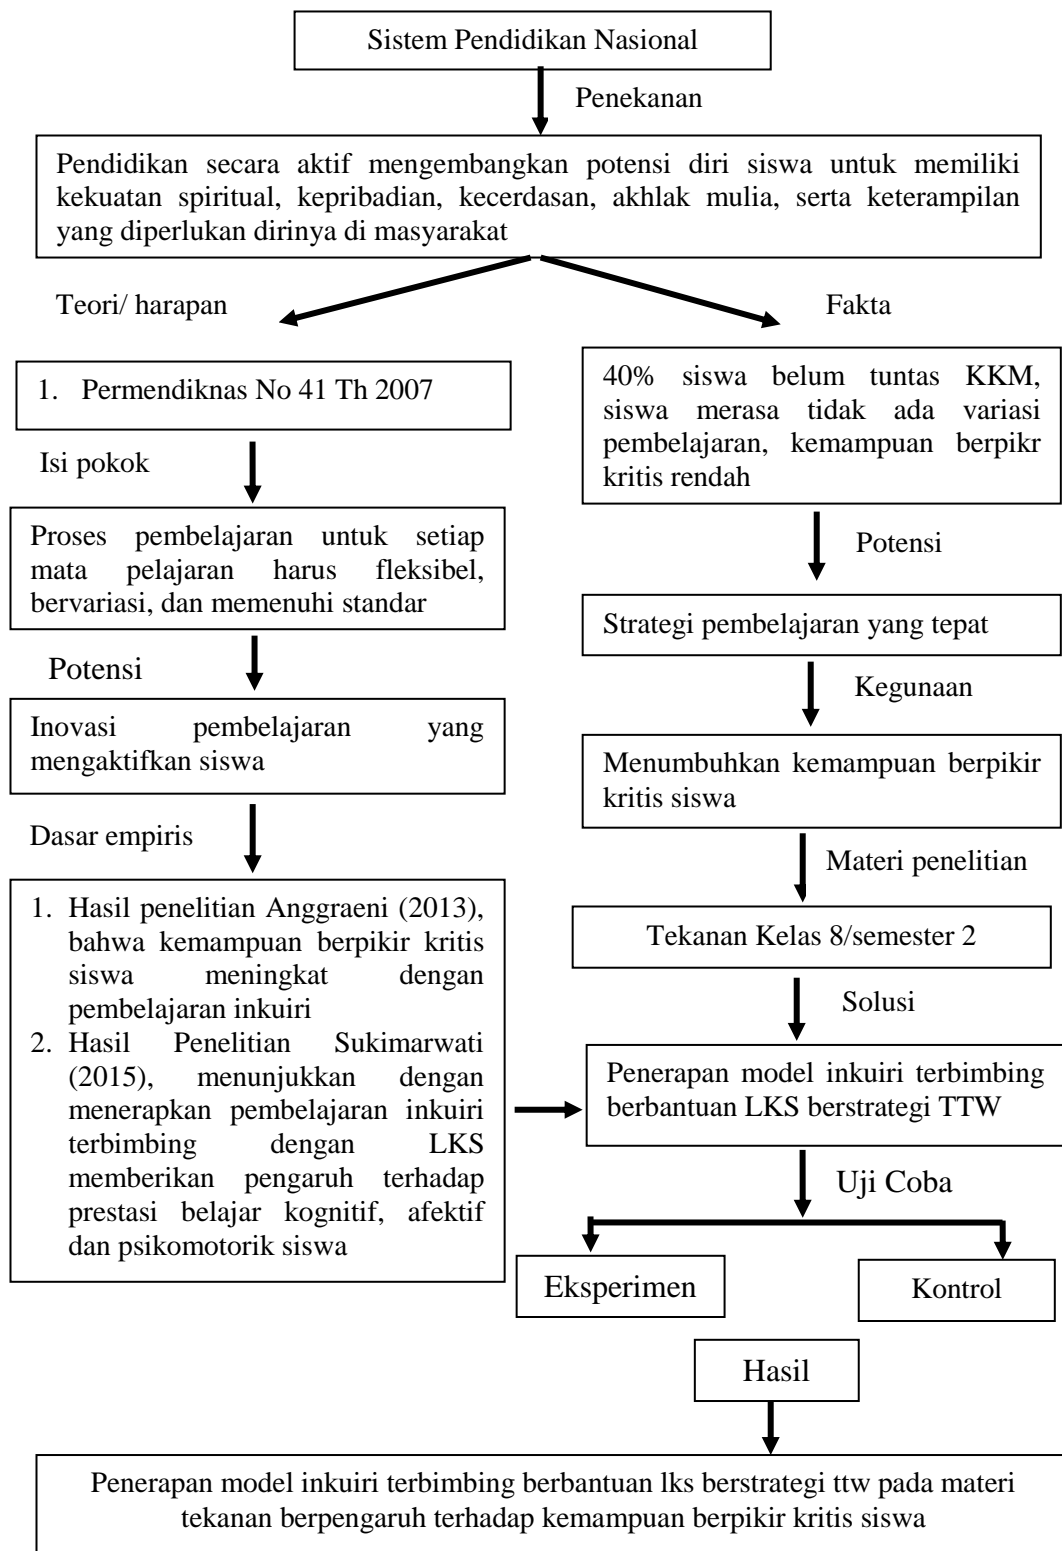 Sistem Pendidikan Nasional
Penekanan
Pendidikan secara aktif mengembangkan potensi diri siswa untuk memiliki
kekuatan spiritual, kepribadian, kecerdasan, akhlak mulia, serta keterampilan
yang diperlukan dirinya di masyarakat
Teori/ harapan
1. Permendiknas No 41 Th 2007
Isi pokok
Proses pembelajaran untuk setiap
mata pelajaran harus fleksibel,
bervariasi, dan memenuhi standar
Potensi
Inovasi pembelajaran yang
mengaktifkan siswa
Dasar empiris
1. Hasil penelitian Anggraeni (2013),
bahwa kemampuan berpikir kritis
siswa meningkat dengan
pembelajaran inkuiri
2. Hasil Penelitian Sukimarwati
(2015), menunjukkan dengan
menerapkan pembelajaran inkuiri
terbimbing dengan LKS
memberikan pengaruh terhadap
prestasi belajar kognitif, afektif
dan psikomotorik siswa
Fakta
40% siswa belum tuntas KKM,
siswa merasa tidak ada variasi
pembelajaran, kemampuan berpikr
kritis rendah
Potensi
Strategi pembelajaran yang tepat
Kegunaan
Menumbuhkan kemampuan berpikir
kritis siswa
Materi penelitian
Tekanan Kelas 8/semester 2
Solusi
Penerapan model inkuiri terbimbing
berbantuan LKS berstrategi TTW
Uji Coba
Eksperimen
Kontrol
Hasil
Penerapan model inkuiri terbimbing berbantuan lks berstrategi ttw pada materi
tekanan berpengaruh terhadap kemampuan berpikir kritis siswa